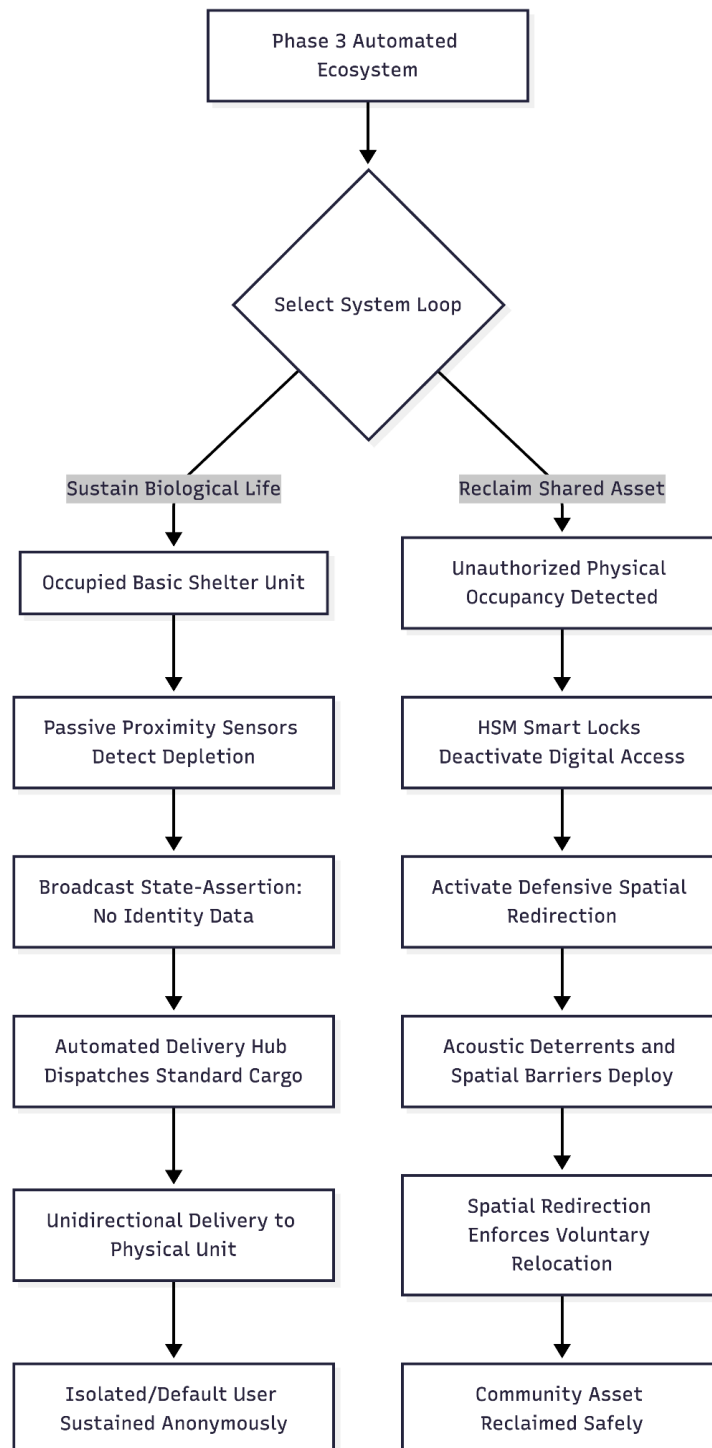 Phase 3 Automated
Ecosystem
Select System Loop
Sustain Biological Life
Reclaim Shared Asset
Occupied Basic Shelter Unit
Unauthorized Physical
Occupancy Detected
Passive Proximity Sensors
Detect Depletion
HSM Smart Locks
Deactivate Digital Access
Broadcast State-Assertion:
No Identity Data
Activate Defensive Spatial
Redirection
Automated Delivery Hub
Dispatches Standard Cargo
Acoustic Deterrents and
Spatial Barriers Deploy
Unidirectional Delivery to
Physical Unit
Spatial Redirection
Enforces Voluntary
Relocation
Isolated/Default User
Sustained Anonymously
Community Asset
Reclaimed Safely